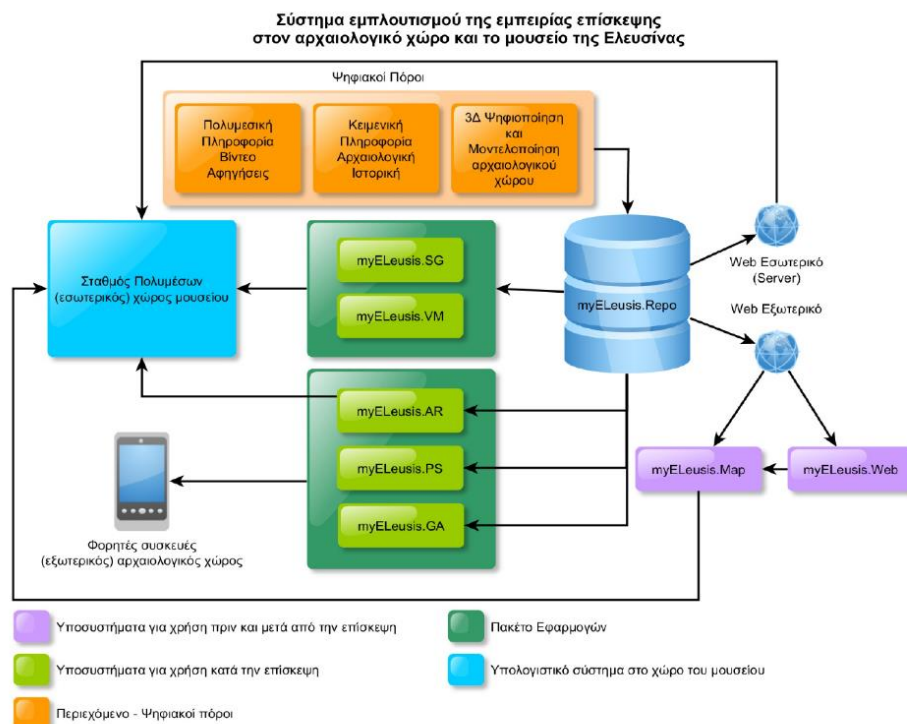 Σύστημα εμπλουτισμού της εμπειρίας επίσκεψης
στον αρχαιολογικό χώρο και το μουσείο της Ελευσίνας
Ψηφιακοί Πόροι
Πολυμεσική
Πληροφορία
Βίντεο
Αφηγήσεις
Κειμενική
Πληροφορία
Αρχαιολογική
Ιστορική
3Δ Ψηφιοποίηση
και
Μοντελοποίηση
αρχαιολογικού
χώρου
Σταθμός Πολυμέσων
(εσωτερικός) χώρος μουσείου
myELeusis.SG
myELeusis.VM
myELeusis.Repo
Web Εσωτερικό
(Server)
Web Εξωτερικό
myELeusis.AR
myELeusis.PS
myELeusis.GA
myELeusis.Map
myELeusis.Web
Φορητές συσκευές
(εξωτερικός) αρχαιολογικός χώρος
Υποσυστήματα για χρήση πριν και μετά από την επίσκεψη
Πακέτο Εφαρμογών
Υποσυστήματα για χρήση κατά την επίσκεψη
Υπολογιστικό σύστημα στο χώρο του μουσείου
Περιεχόμενο - Ψηφιακοί πόροι